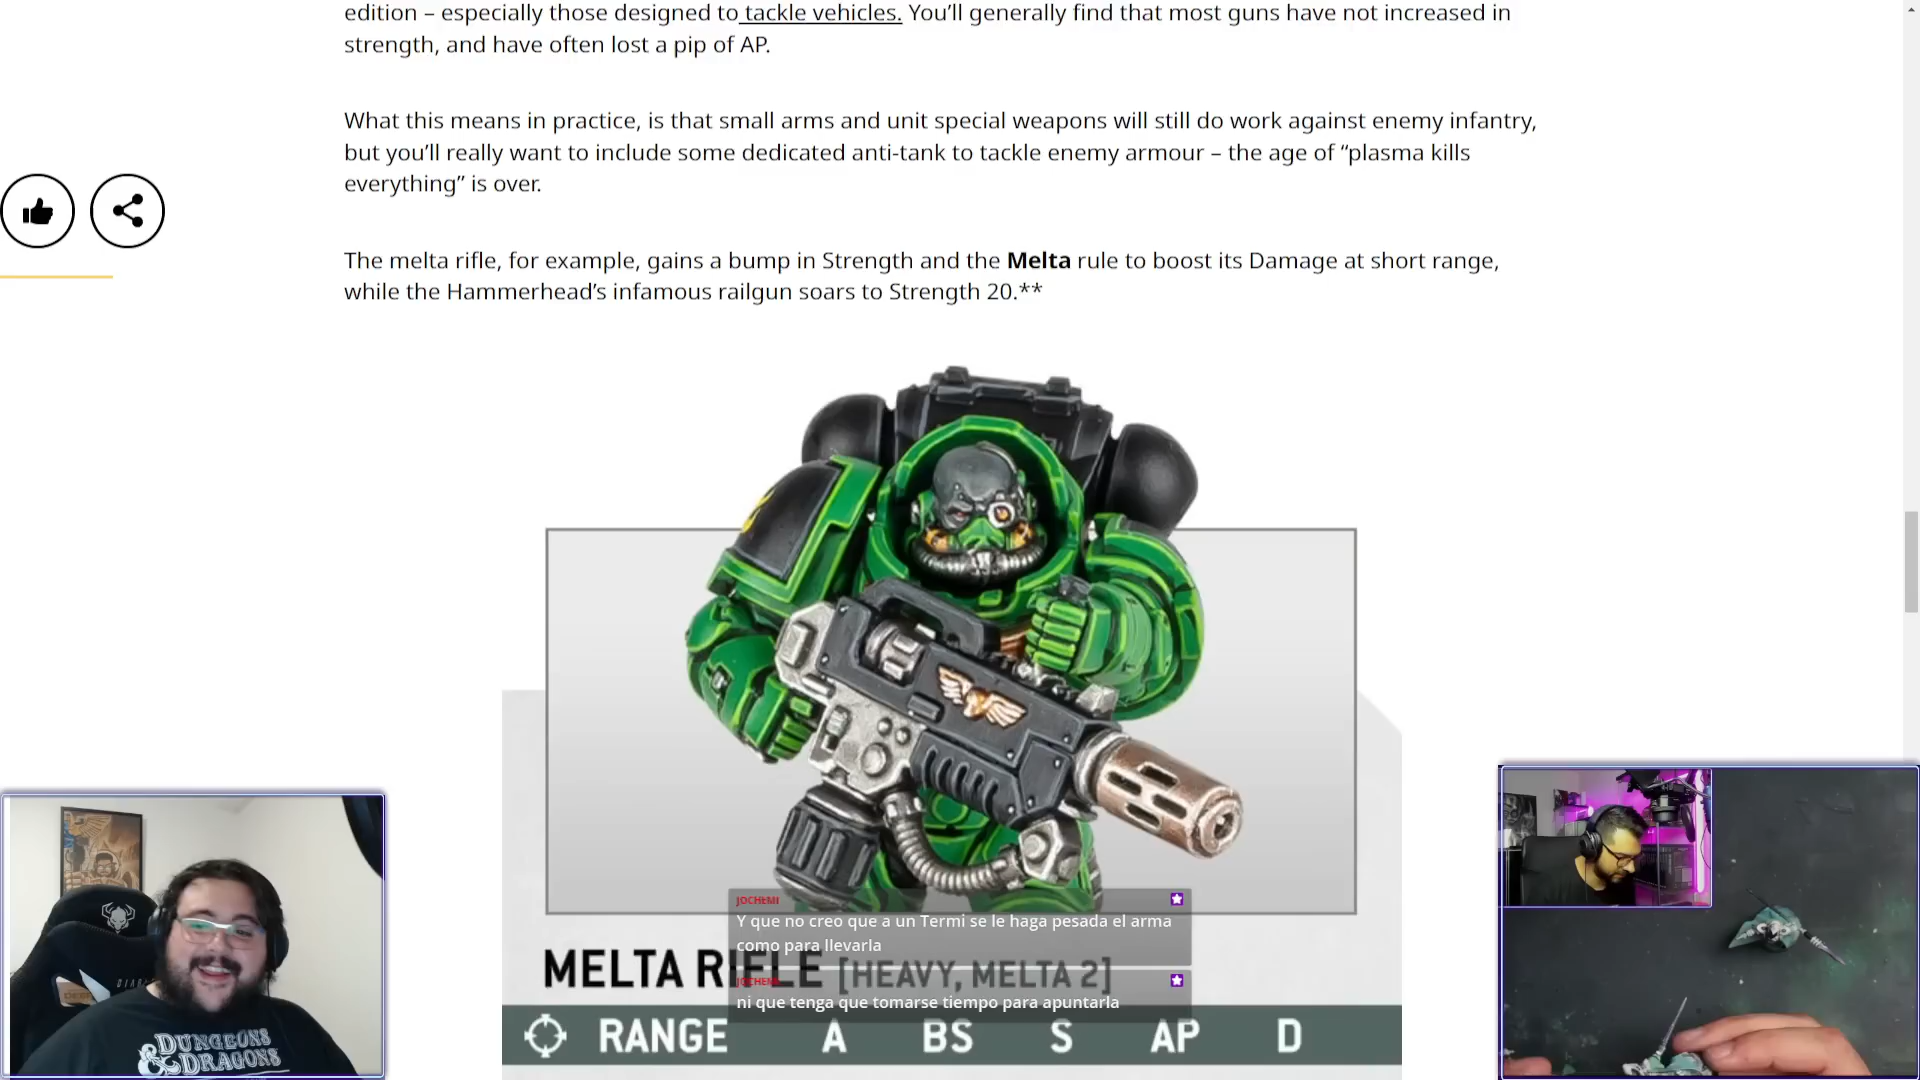 edition – especially those designed to tackle vehicles. You’ll generally find that most guns have not increased in
strength, and have often lost a pip of AP.
What this means in practice, is that small arms and unit special weapons will still do work against enemy infantry,
but you’ll really want to include some dedicated anti-tank to tackle enemy armour – the age of “plasma kills
everything” is over.
The melta rifle, for example, gains a bump in Strength and the Melta rule to boost its Damage at short range,
while the Hammerhead’s infamous railgun soars to Strength 20.**
JOCHEMI
Y que no creo que a un Termi se le haga pesada el arma
como para llevarla
MELTA RIFLE [HEAVY, MELTA 2]
JOCHEMI
ni que tenga que tomarse tiempo para apuntarla
RANGE A BS S AP D
DUNGEONS
& DRAGONS